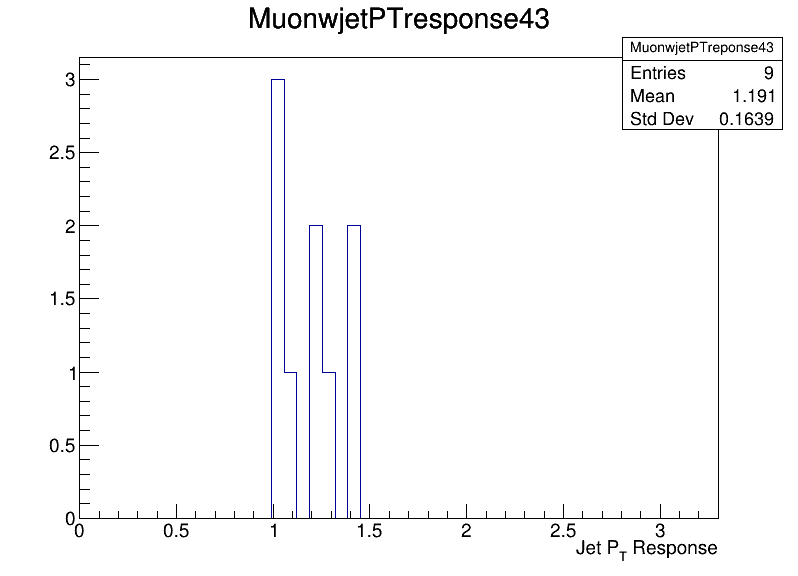 MuonwjetPTresponse43
MuonwjetPTreponse43
Entries 9
Mean 1.191
Std Dev 0.1639
3
2.5
2
1.5
1
0.5
0
0 0.5 1 1.5 2 2.5 3
Jet PT Response